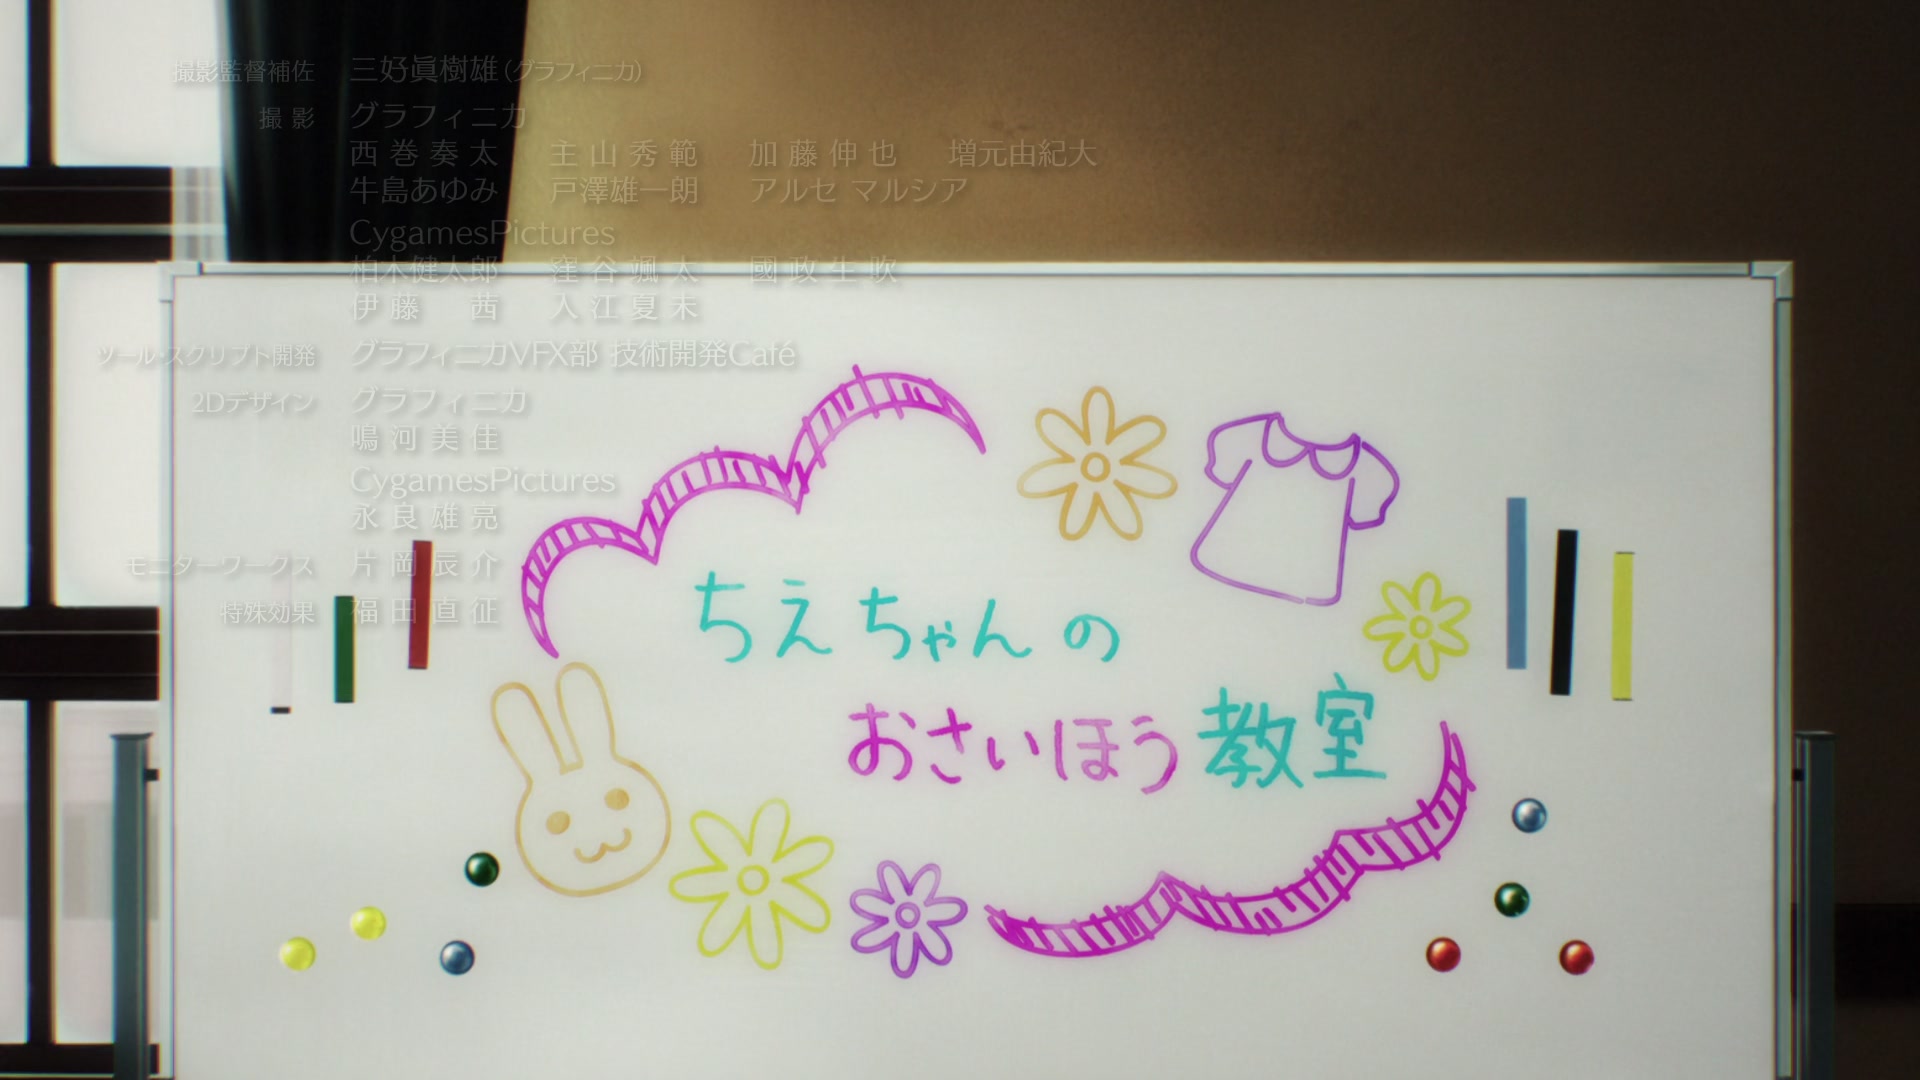 撮影監督補佐 三好眞樹雄(グラフィニカ)
撮影 グラフィニカ
西巻奏太 主山秀範 加藤伸也 増元由紀大
牛島あゆみ 戸澤雄一朗 アルセ マルシア
CygamesPictures
柏木健太郎 窪谷颯太 國政生吹
伊藤茜 入江夏未
ツール・スクリプト開発 グラフィニカVFX部 技術開発Café
2Dデザイン グラフィニカ
鳴河美佳
CygamesPictures
永良雄亮
モニターワークス 片岡辰介
特殊効果 福田直征
ちえちゃんの
おさいほう教室